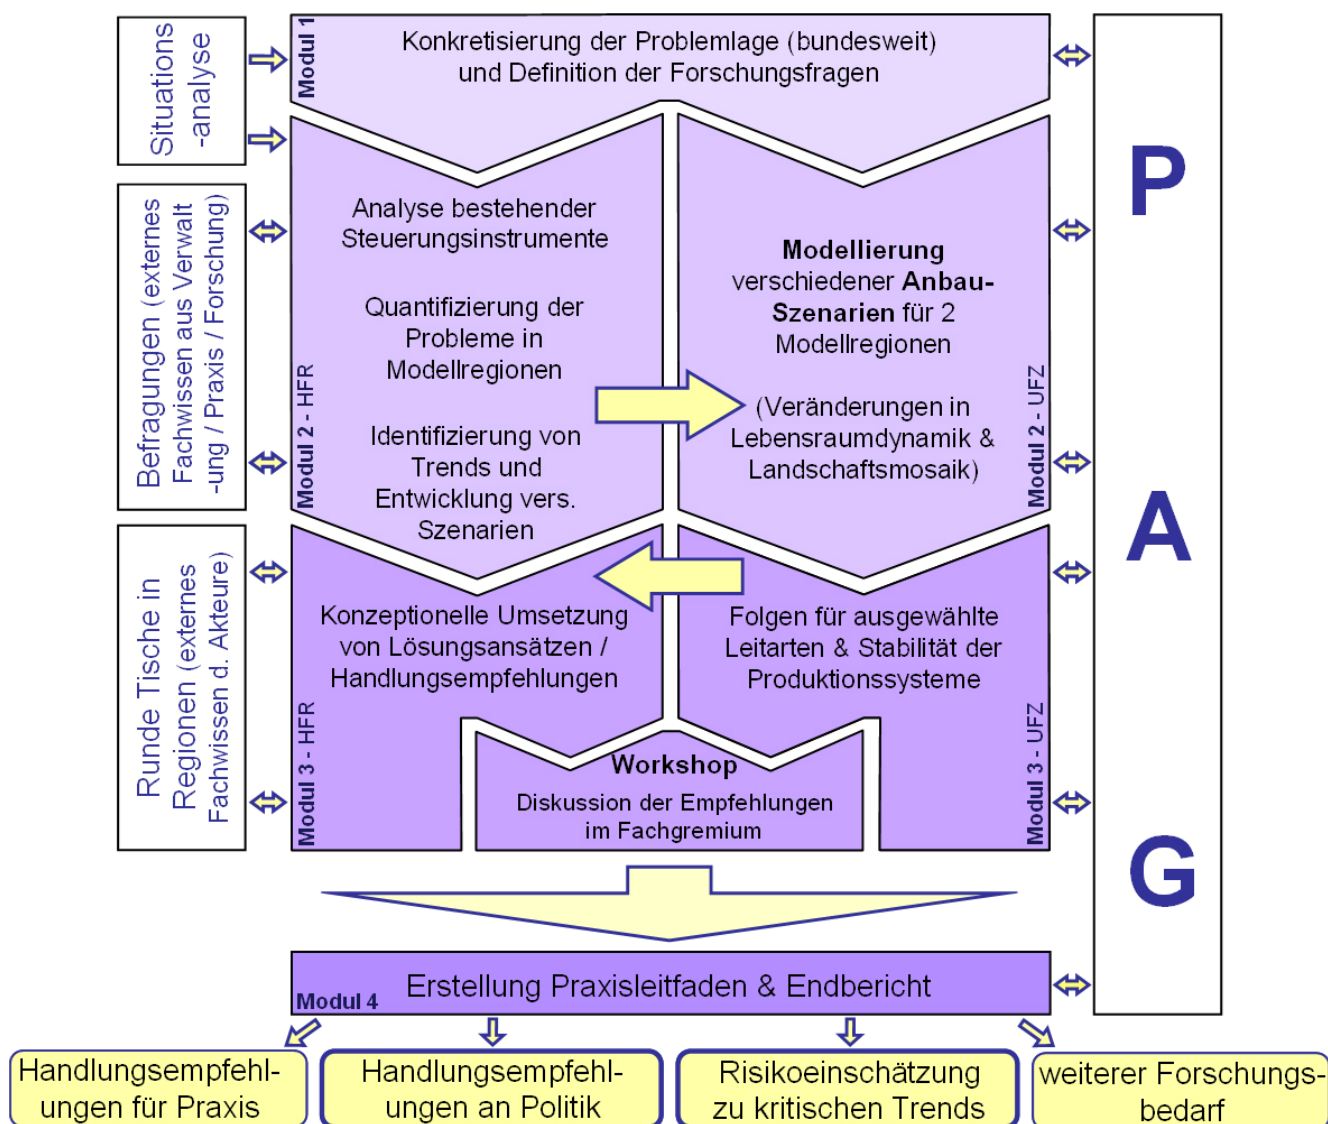 Situations
-analyse
Modul 1
Konkretisierung der Problemlage (bundesweit)
und Definition der Forschungsfragen
Befragungen (externes
Fachwissen aus Verwalt
-ung / Praxis / Forschung)
Modul 2 - HFR
Analyse bestehender
Steuerungsinstrumente
Quantifizierung der
Probleme in
Modellregionen
Identifizierung von
Trends und
Entwicklung vers.
Szenarien
Modellierung
verschiedener Anbau-
Szenarien für 2
Modellregionen
(Veränderungen in
Lebensraumdynamik &
Landschaftsmosaik)
Modul 2 - UFZ
Runde Tische in
Regionen (externes
Fachwissen d. Akteure)
Modul 3 - HFR
Konzeptionelle Umsetzung
von Lösungsansätzen /
Handlungsempfehlungen
Folgen für ausgewählte
Leitarten & Stabilität der
Produktionssysteme
Modul 3 - UFZ
Workshop
Diskussion der Empfehlungen
im Fachgremium
P
A
G
Modul 4
Erstellung Praxisleitfaden & Endbericht
Handlungsempfehl-
ungen für Praxis
Handlungsempfehl-
ungen an Politik
Risikoeinschätzung
zu kritischen Trends
weiterer Forschungs-
bedarf